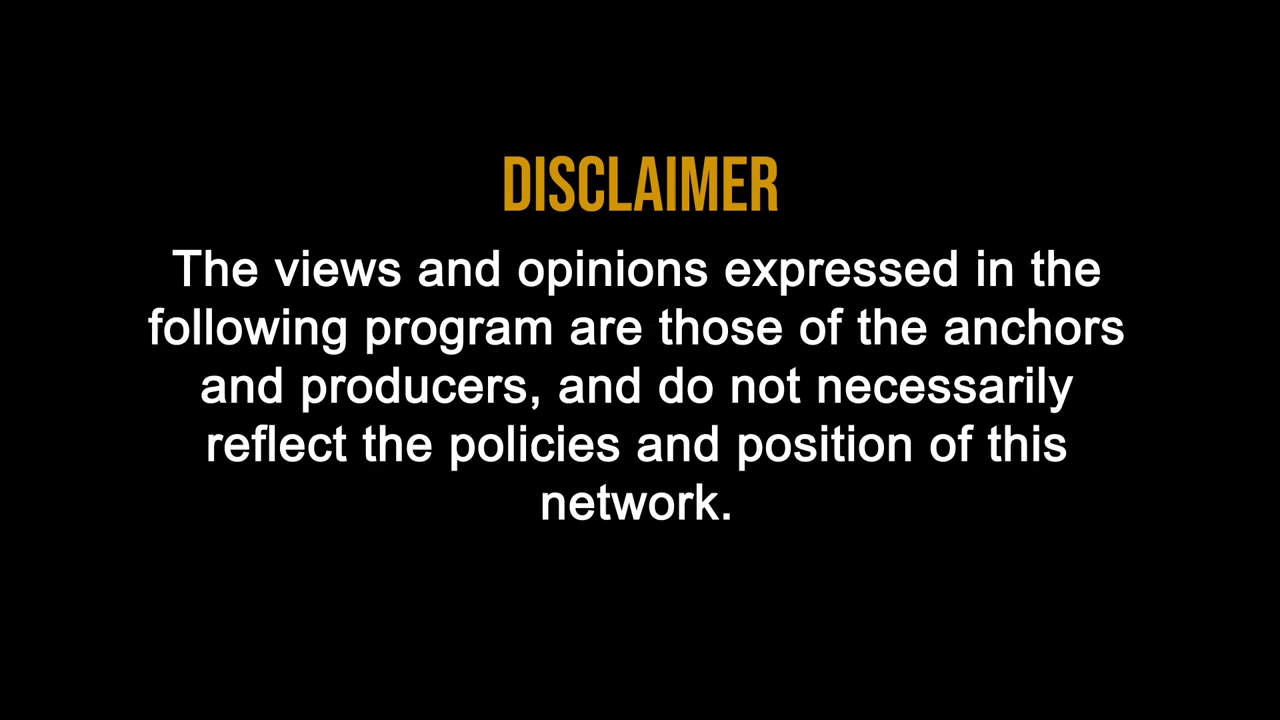 DISCLAIMER
The views and opinions expressed in the
following program are those of the anchors
and producers, and do not necessarily
reflect the policies and position of this
network.